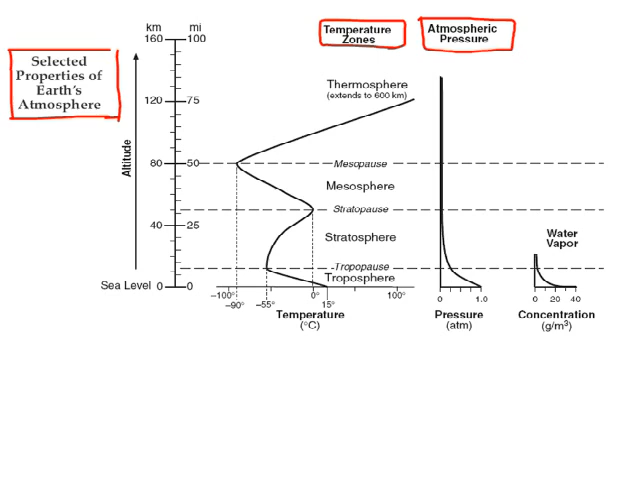 Selected
Properties of
Earth's
Atmosphere
Temperature
Zones
Atmospheric
Pressure
km
mi
160
100
Thermosphere
(extends to 600 km)
120
75
Altitude
80
50
Mesopause
Mesosphere
Stratopause
40
25
Stratosphere
Water
Vapor
Tropopause
Troposphere
Sea Level 0
0
–100°
0°
100°
–90°
–55°
15°
Temperature
(°C)
0
1.0
Pressure
(atm)
0 20 40
Concentration
(g/m³)